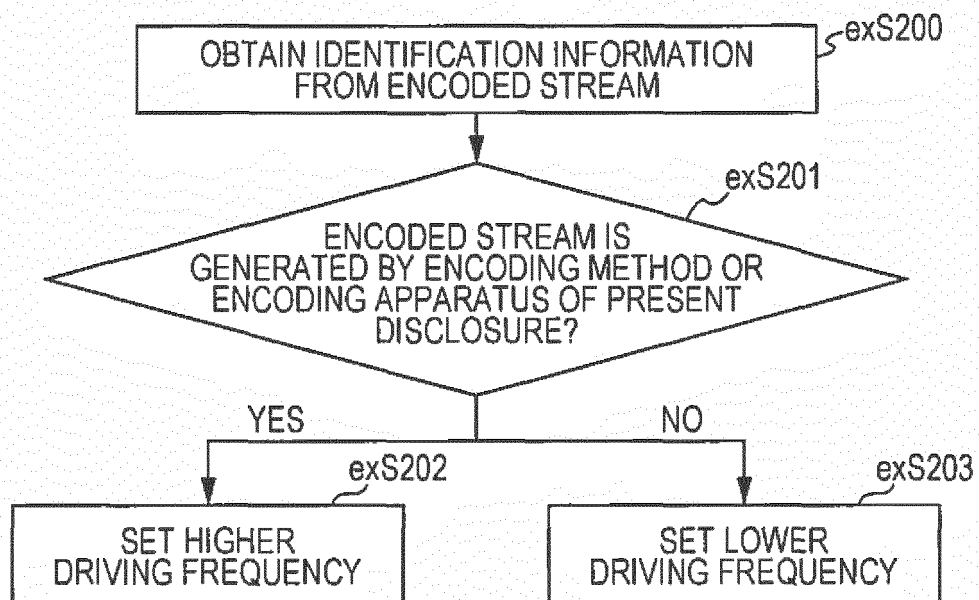 exS200
OBTAIN IDENTIFICATION INFORMATION
FROM ENCODED STREAM
exS201
ENCODED STREAM IS
GENERATED BY ENCODING METHOD OR
ENCODING APPARATUS OF PRESENT
DISCLOSURE?
YES
NO
exS202
exS203
SET HIGHER
DRIVING FREQUENCY
SET LOWER
DRIVING FREQUENCY